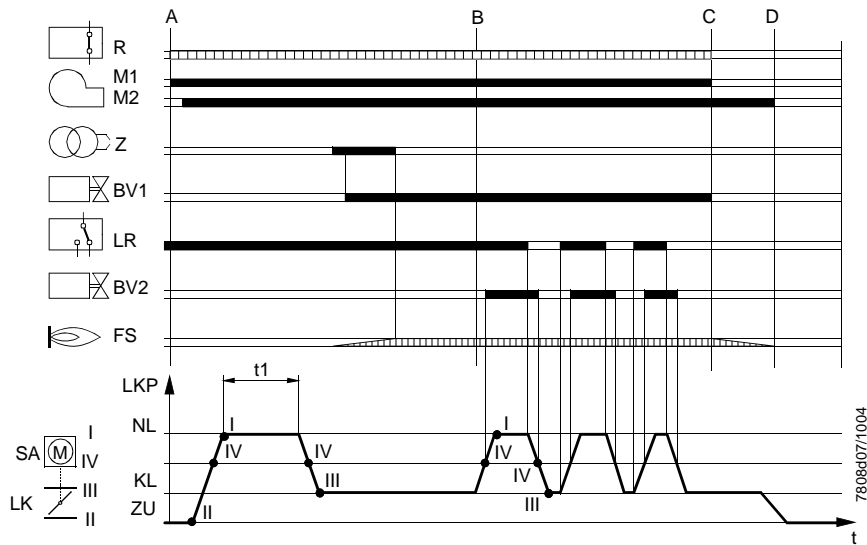 A B C D
R
M1
M2
Z
BV1
LR
BV2
FS
LKP
t1
NL
I I
SA M I IV
IV IV IV IV
KL
LK III II
III III
ZU
II
t
7808d07/1004